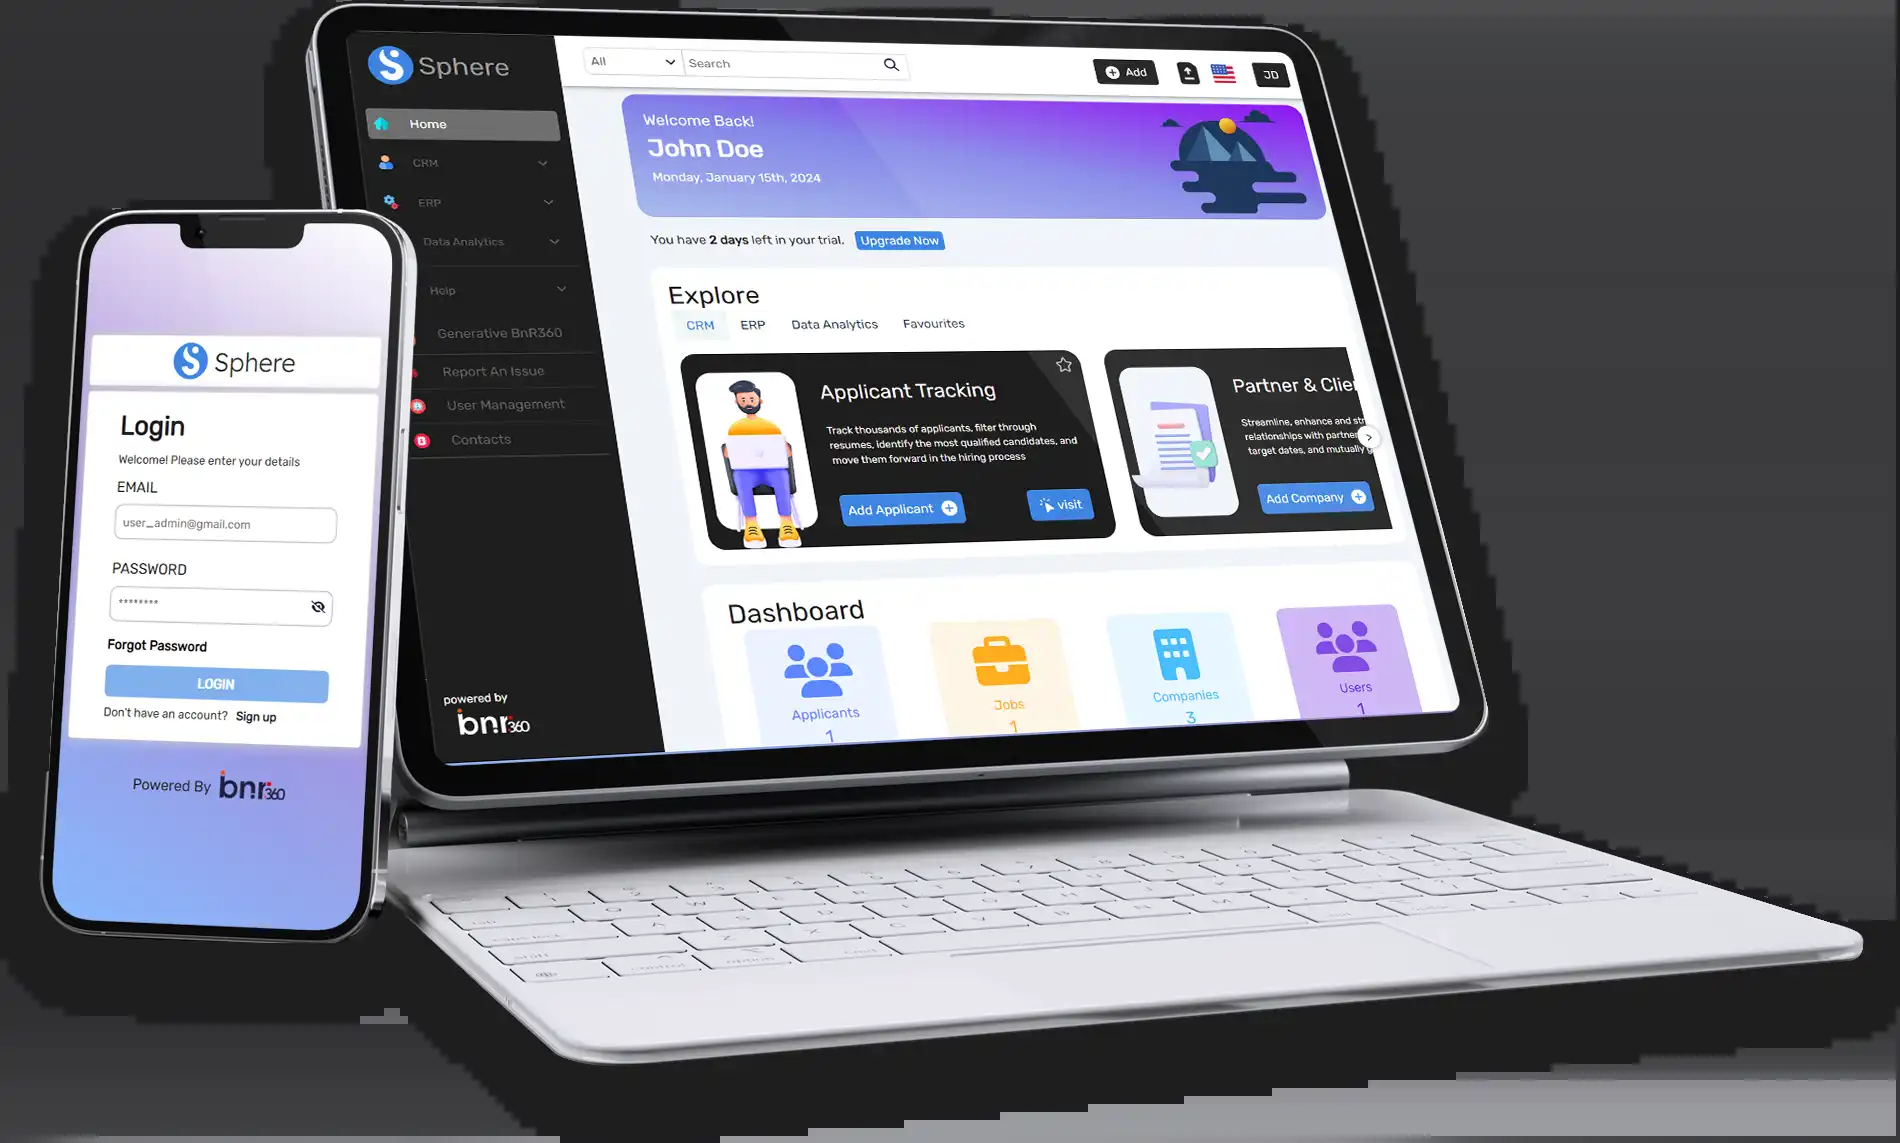 Sphere
Home
CRM
ERP
Data Analytics
Help
Generative BnR360
Report An Issue
User Management
Contacts
powered by
bnr360
All
Search
Add
JD
Welcome Back!
John Doe
Monday, January 15th, 2024
You have 2 days left in your trial.
Upgrade Now
Explore
CRM ERP Data Analytics Favourites
Applicant Tracking
Track thousands of applicants, filter through
resumes, identify the most qualified candidates, and
move them forward in the hiring process
Add Applicant
visit
Partner & Clie
Streamline, enhance and st
relationships with partne
target dates, and mutually g
Add Company
Dashboard
Applicants
1
Jobs
1
Companies
3
Users
1
Sphere
Login
Welcome! Please enter your details
EMAIL
user_admin@gmail.com
PASSWORD
********
Forgot Password
LOGIN
Don't have an account? Sign up
Powered By bnr360